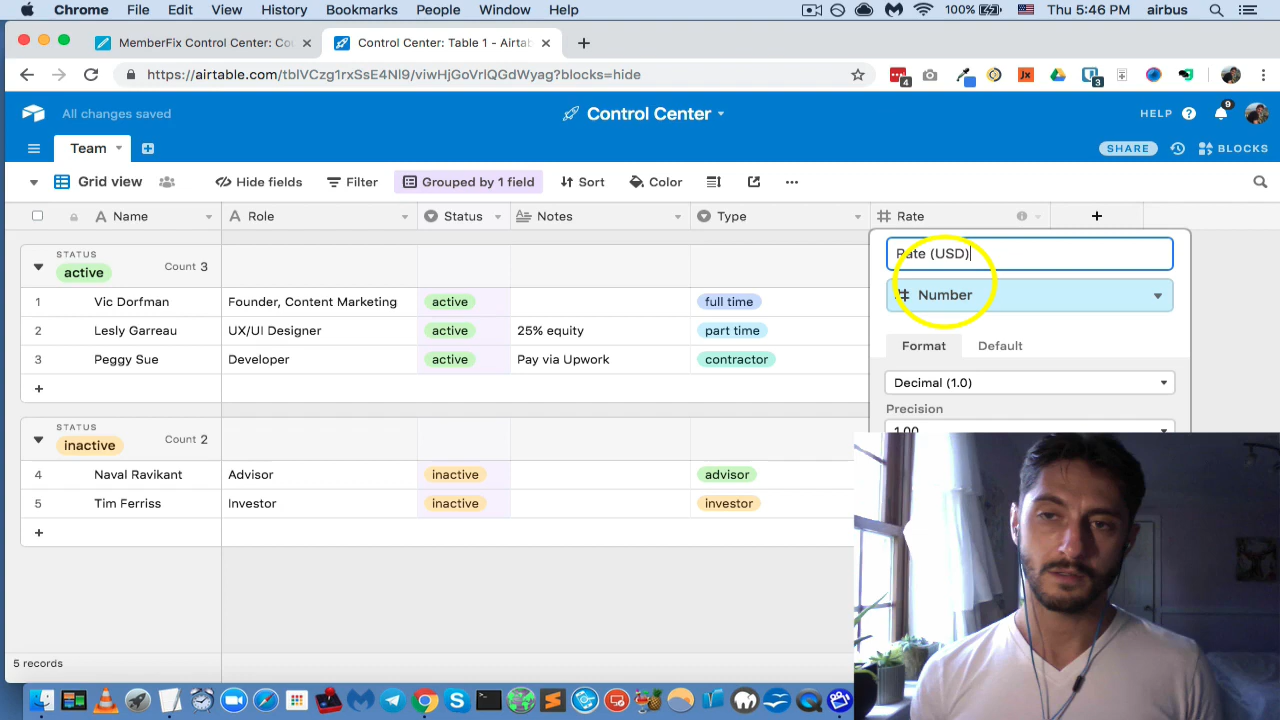 Chrome File Edit View History Bookmarks People Window Help 100% Thu 5:46 PM airbus
MemberFix Control Center: Co
Control Center: Table 1 - Airtab
https://airtable.com/tblVCzg1rxSsE4Nl9/viwHjGoVrlQGdWyag?blocks=hide
4 3
All changes saved
Control Center
HELP 9
Team
SHARE BLOCKS
Grid view Hide fields Filter Grouped by 1 field Sort Color
Name Role Status Notes Type Rate
STATUS
active Count 3
1 Vic Dorfman Founder, Content Marketing active full time
2 Lesly Garreau UX/UI Designer active 25% equity part time
3 Peggy Sue Developer active Pay via Upwork contractor
STATUS
inactive Count 2
4 Naval Ravikant Advisor inactive advisor
5 Tim Ferriss Investor inactive investor
5 records
Rate (USD)
Number
Format Default
Decimal (1.0)
Precision
1.00